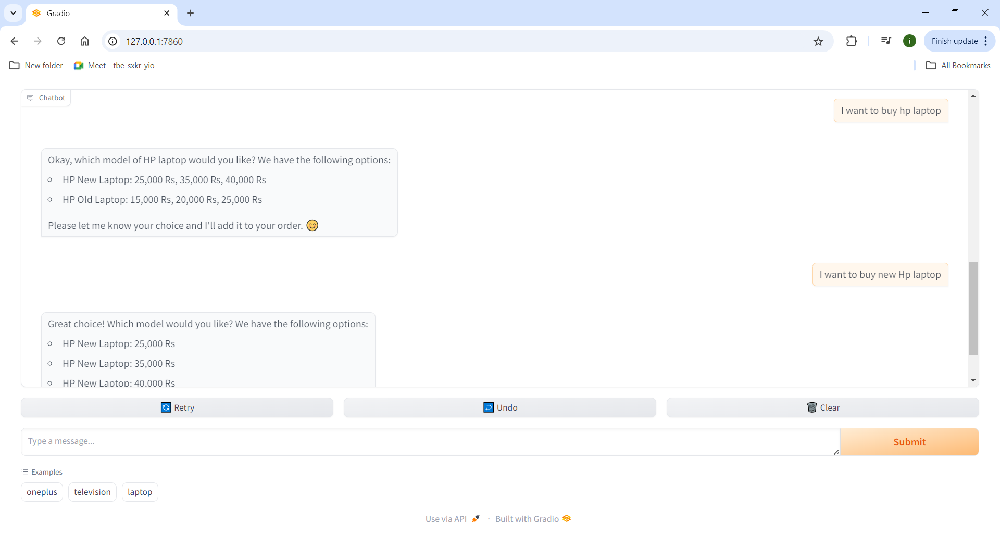 Gradio
127.0.0.1:7860
i
Finish update
New folder
Meet - tbe-sxkr-yio
All Bookmarks
Chatbot
I want to buy hp laptop
Okay, which model of HP laptop would you like? We have the following options:
HP New Laptop: 25,000 Rs, 35,000 Rs, 40,000 Rs
HP Old Laptop: 15,000 Rs, 20,000 Rs, 25,000 Rs
Please let me know your choice and I'll add it to your order. 😊
I want to buy new Hp laptop
Great choice! Which model would you like? We have the following options:
HP New Laptop: 25,000 Rs
HP New Laptop: 35,000 Rs
HP New Laptop: 40,000 Rs
Retry
Undo
Clear
Type a message...
Submit
Examples
oneplus
television
laptop
Use via API · Built with Gradio